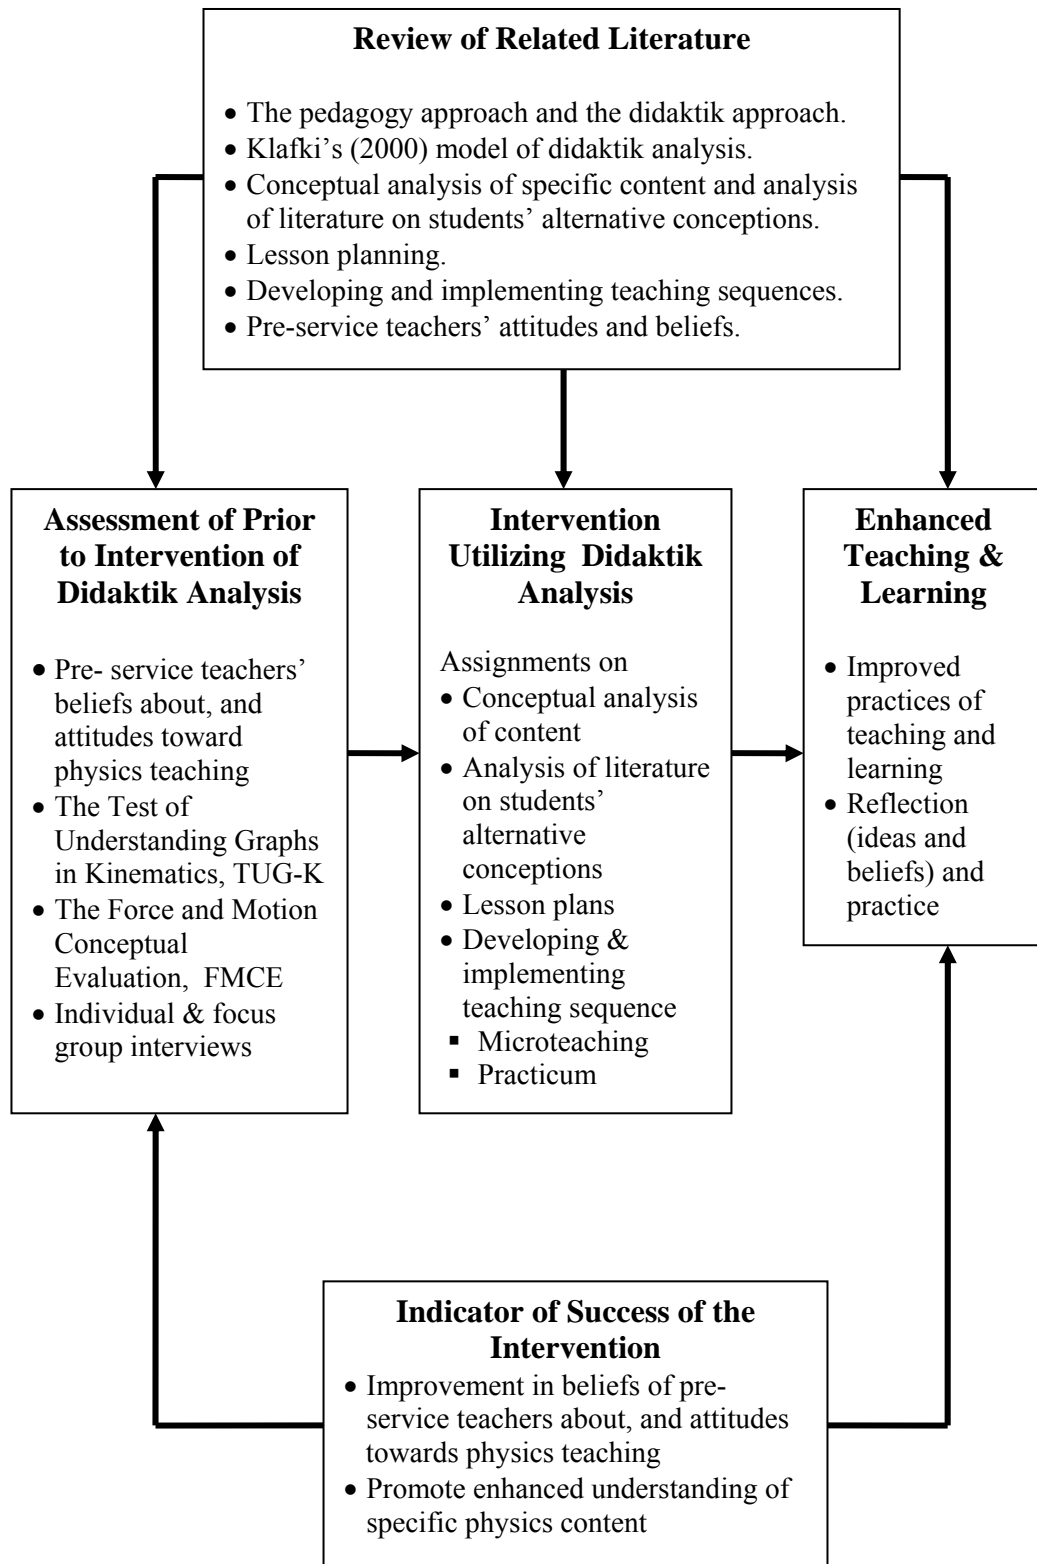 Review of Related Literature
• The pedagogy approach and the didaktik approach.
• Klafki’s (2000) model of didaktik analysis.
• Conceptual analysis of specific content and analysis
of literature on students’ alternative conceptions.
• Lesson planning.
• Developing and implementing teaching sequences.
• Pre-service teachers’ attitudes and beliefs.
Assessment of Prior
to Intervention of
Didaktik Analysis
• Pre- service teachers’
beliefs about, and
attitudes toward
physics teaching
• The Test of
Understanding Graphs
in Kinematics, TUG-K
• The Force and Motion
Conceptual
Evaluation, FMCE
• Individual & focus
group interviews
Intervention
Utilizing Didaktik
Analysis
Assignments on
• Conceptual analysis
of content
• Analysis of literature
on students’
alternative
conceptions
• Lesson plans
• Developing &
implementing
teaching sequence
▪ Microteaching
▪ Practicum
Enhanced
Teaching &
Learning
• Improved
practices of
teaching and
learning
• Reflection
(ideas and
beliefs) and
practice
Indicator of Success of the
Intervention
• Improvement in beliefs of pre-
service teachers about, and attitudes
towards physics teaching
• Promote enhanced understanding of
specific physics content